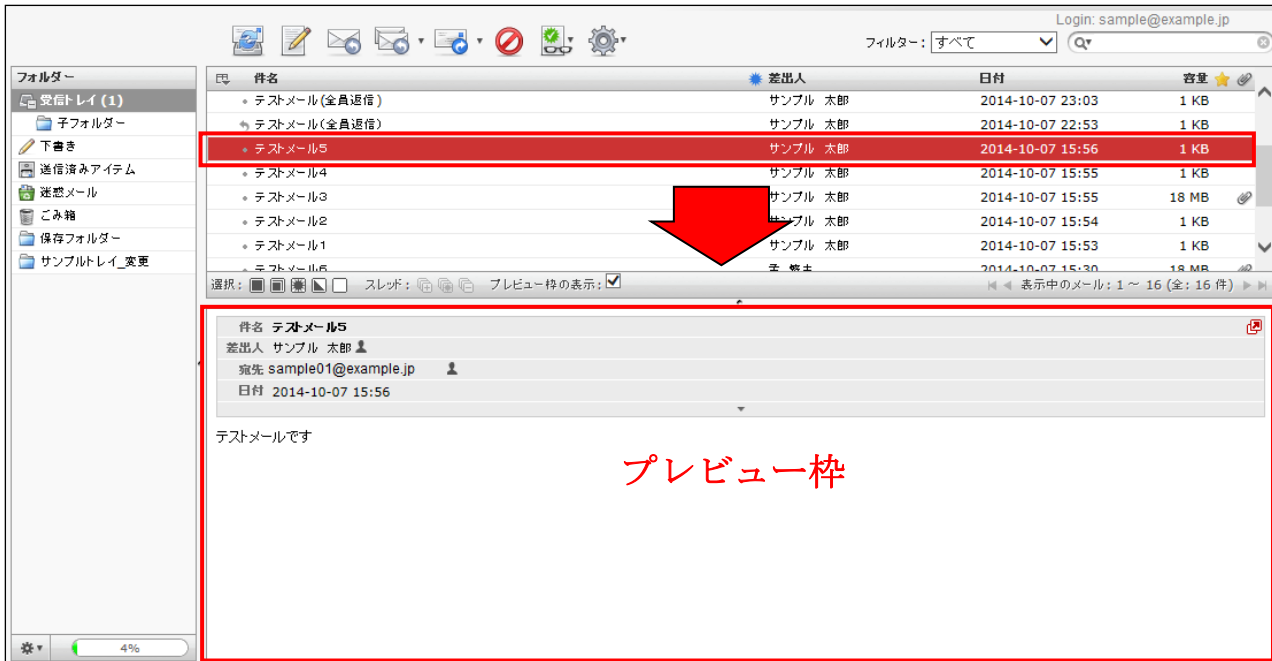 Login: sample@example.jp
フィルター: すべて
フォルダー
受信トレイ (1)
子フォルダー
下書き
送信済みアイテム
迷惑メール
ごみ箱
保存フォルダー
サンプルトレイ_変更
件名 差出人 日付 容量
テストメール(全員返信) サンプル 太郎 2014-10-07 23:03 1 KB
テストメール(全員返信) サンプル 太郎 2014-10-07 22:53 1 KB
テストメール5 サンプル 太郎 2014-10-07 15:56 1 KB
テストメール4 サンプル 太郎 2014-10-07 15:55 1 KB
テストメール3 サンプル 太郎 2014-10-07 15:55 18 MB
テストメール2 サンプル 太郎 2014-10-07 15:54 1 KB
テストメール1 サンプル 太郎 2014-10-07 15:53 1 KB
テストメール6 2014-10-07 15:30 18 MB
選択: スレッド: プレビュー枠の表示: 表示中のメール: 1 ~ 16 (全: 16 件)
件名 テストメール5
差出人 サンプル 太郎
宛先 sample01@example.jp
日付 2014-10-07 15:56
テストメールです
プレビュー枠
4%